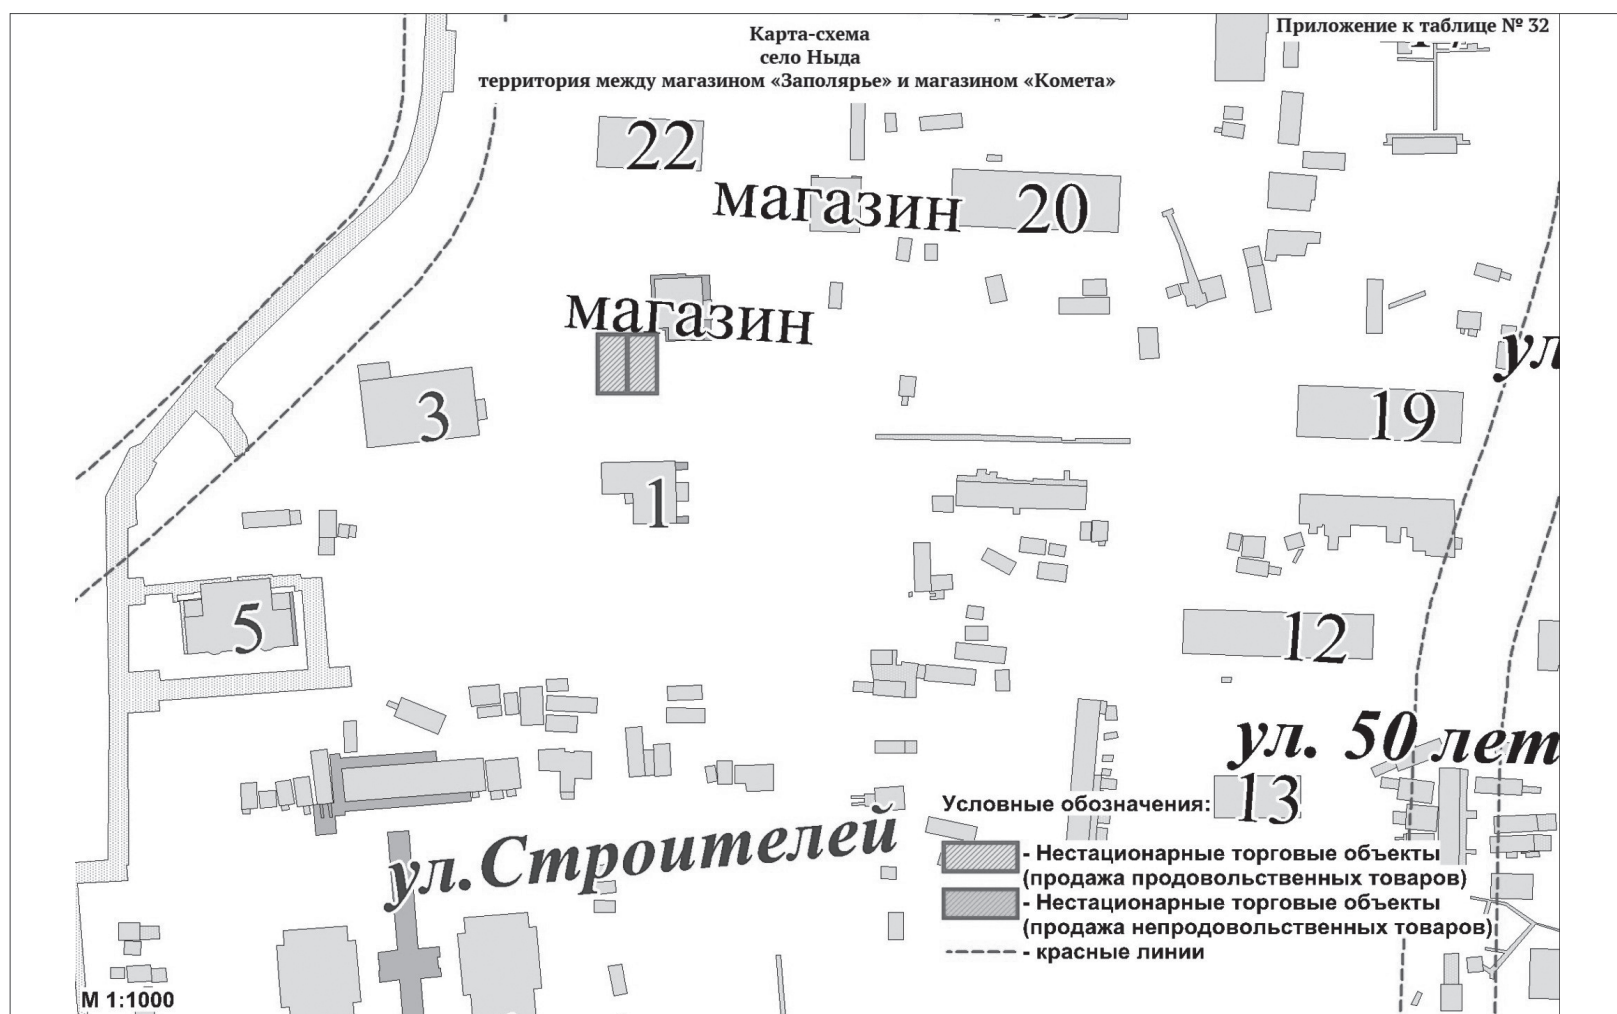 Приложение к таблице № 32
Карта-схема
село Ныда
территория между магазином «Заполярье» и магазином «Комета»
22
магазин
20
магазин
ул
3
19
1
5
12
ул. 50 лет
13
ул. Строителей
Условные обозначения:
- Нестационарные торговые объекты
(продажа продовольственных товаров)
- Нестационарные торговые объекты
(продажа непродовольственных товаров)
- красные линии
М 1:1000